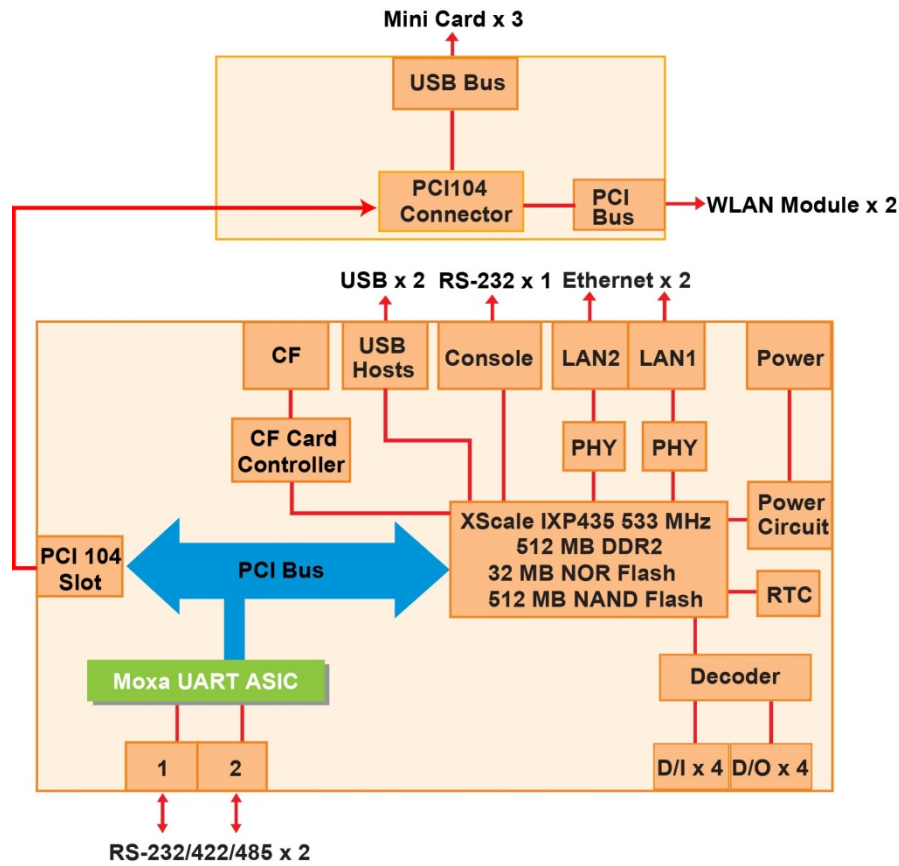 Mini Card x 3
USB Bus
PCI104
Connector
PCI
Bus
WLAN Module x 2
USB x 2
RS-232 x 1
Ethernet x 2
CF
USB
Hosts
Console
LAN2
LAN1
Power
CF Card
Controller
PHY
PHY
Power
Circuit
XScale IXP435 533 MHz
512 MB DDR2
32 MB NOR Flash
512 MB NAND Flash
PCI 104
Slot
PCI Bus
RTC
Moxa UART ASIC
Decoder
1
2
D/I x 4
D/O x 4
RS-232/422/485 x 2